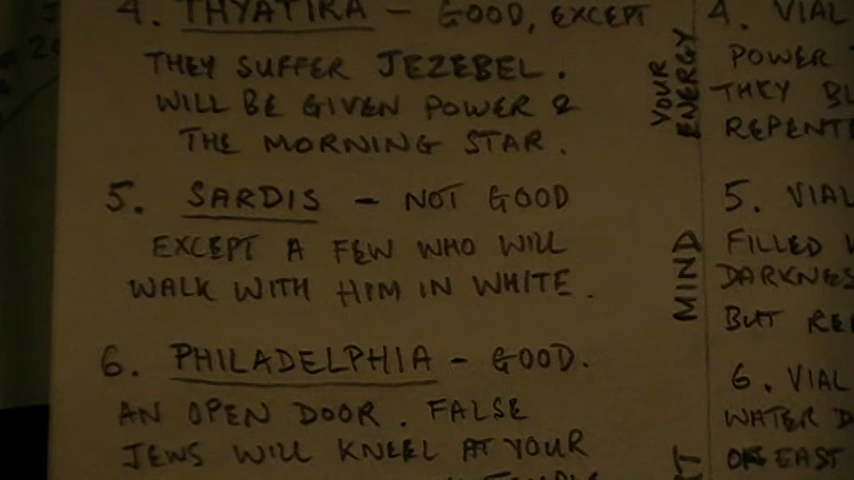 4. THYATIRA - GOOD, EXCEPT
THEY SUFFER JEZEBEL.
WILL BE GIVEN POWER &
THE MORNING STAR.
5. SARDIS - NOT GOOD
EXCEPT A FEW WHO WILL
WALK WITH HIM IN WHITE.
6. PHILADELPHIA - GOOD.
AN OPEN DOOR. FALSE
JEWS WILL KNEEL AT YOUR
YOUR ENERGY
MIND
4. VIAL
POWER
THEY
REPENT
5. VIAL
FILLED
DARKNES
BUT
6. VIAL
WATER
OF EAST